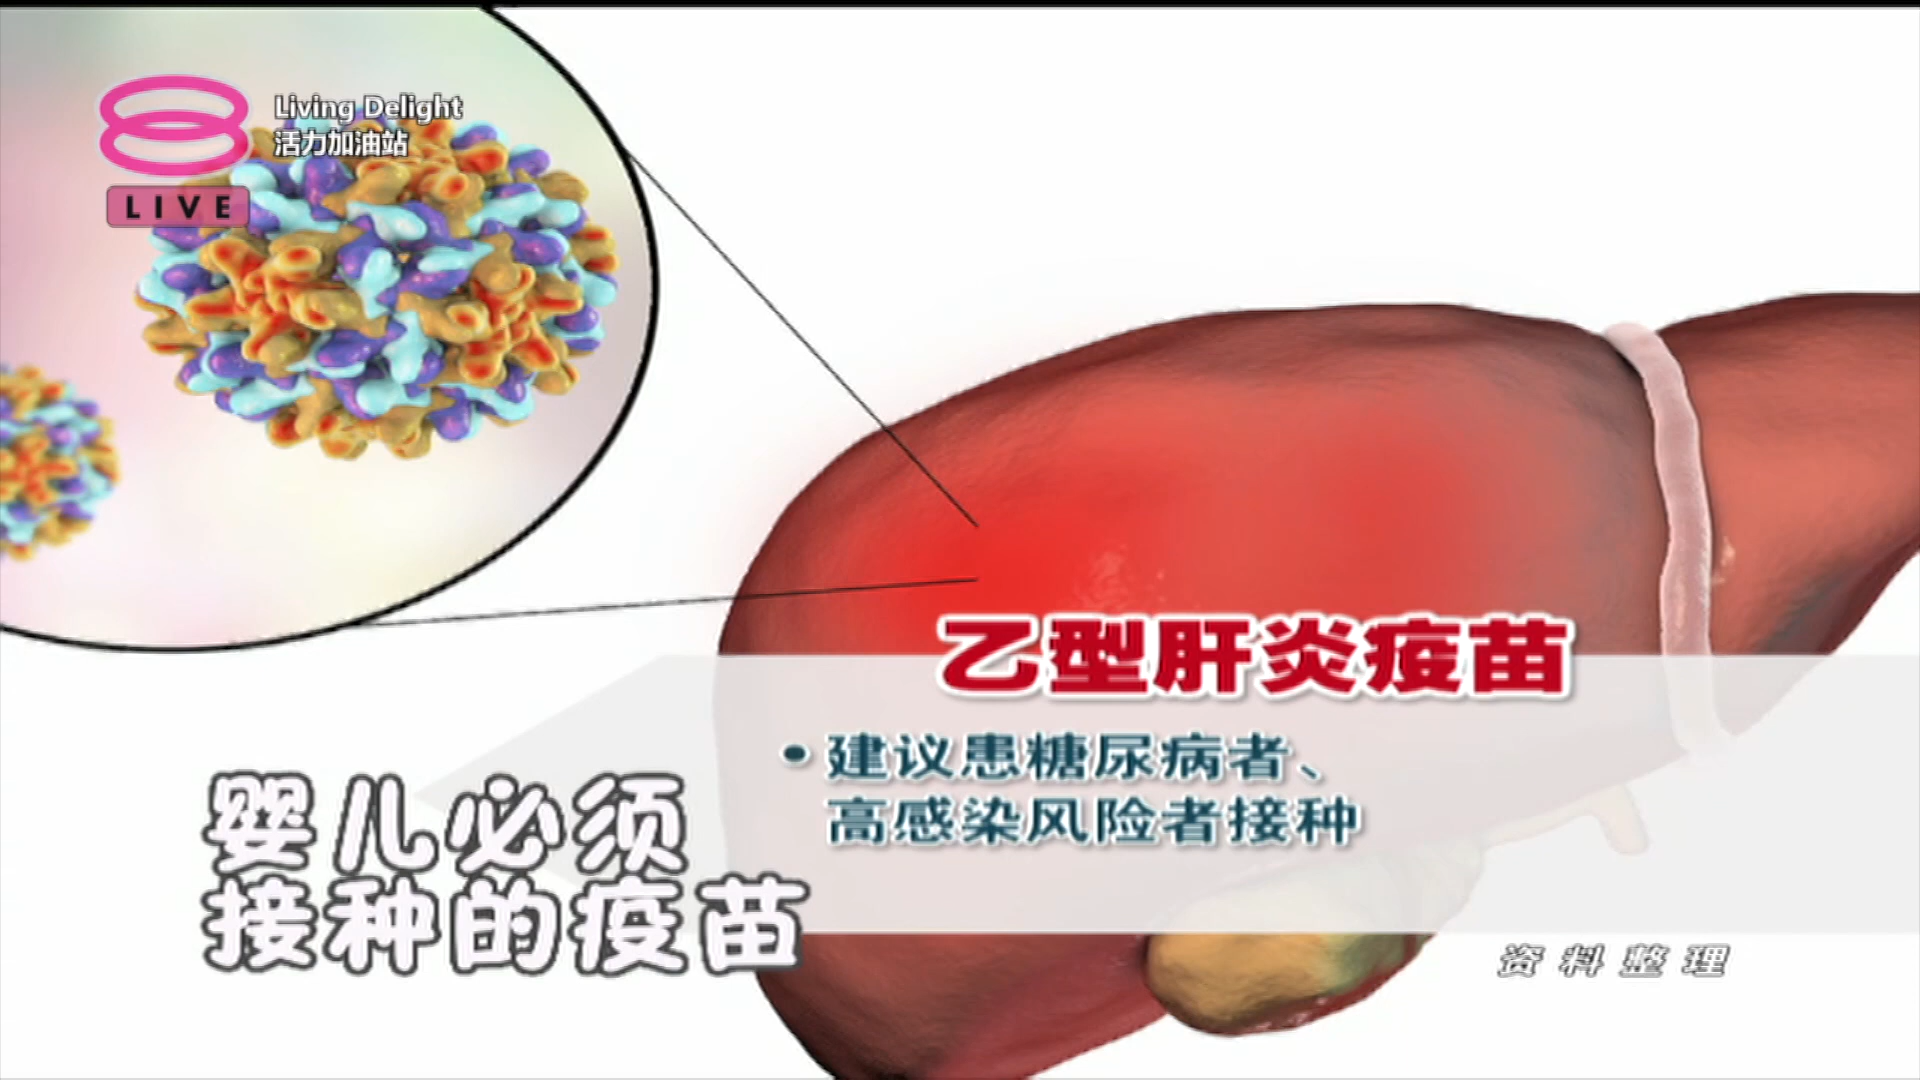 Living Delight
活力加油站
LIVE
乙型肝炎疫苗
• 建议患糖尿病者、
高感染风险者接种
婴儿必须
接种的疫苗
资料整理